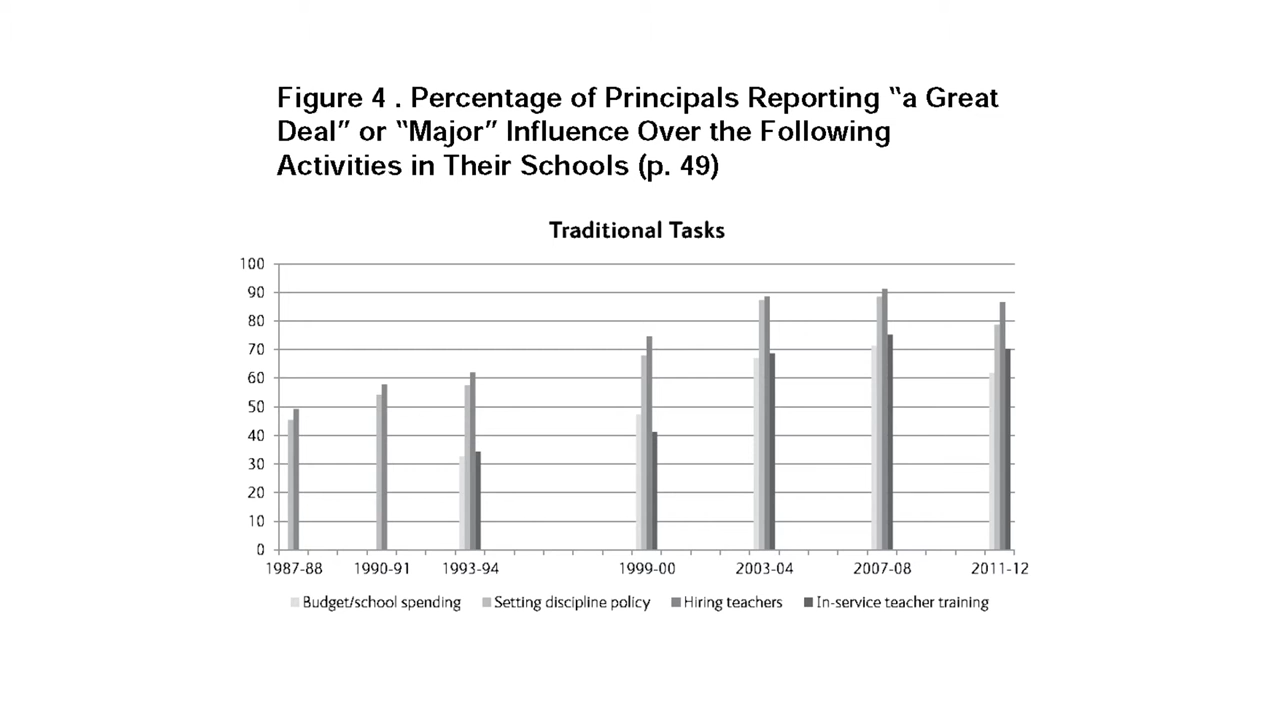 Figure 4 . Percentage of Principals Reporting “a Great
Deal” or “Major” Influence Over the Following
Activities in Their Schools (p. 49)
Traditional Tasks
100
90
80
70
60
50
40
30
20
10
0
1987-88 1990-91 1993-94 1999-00 2003-04 2007-08 2011-12
Budget/school spending Setting discipline policy Hiring teachers In-service teacher training